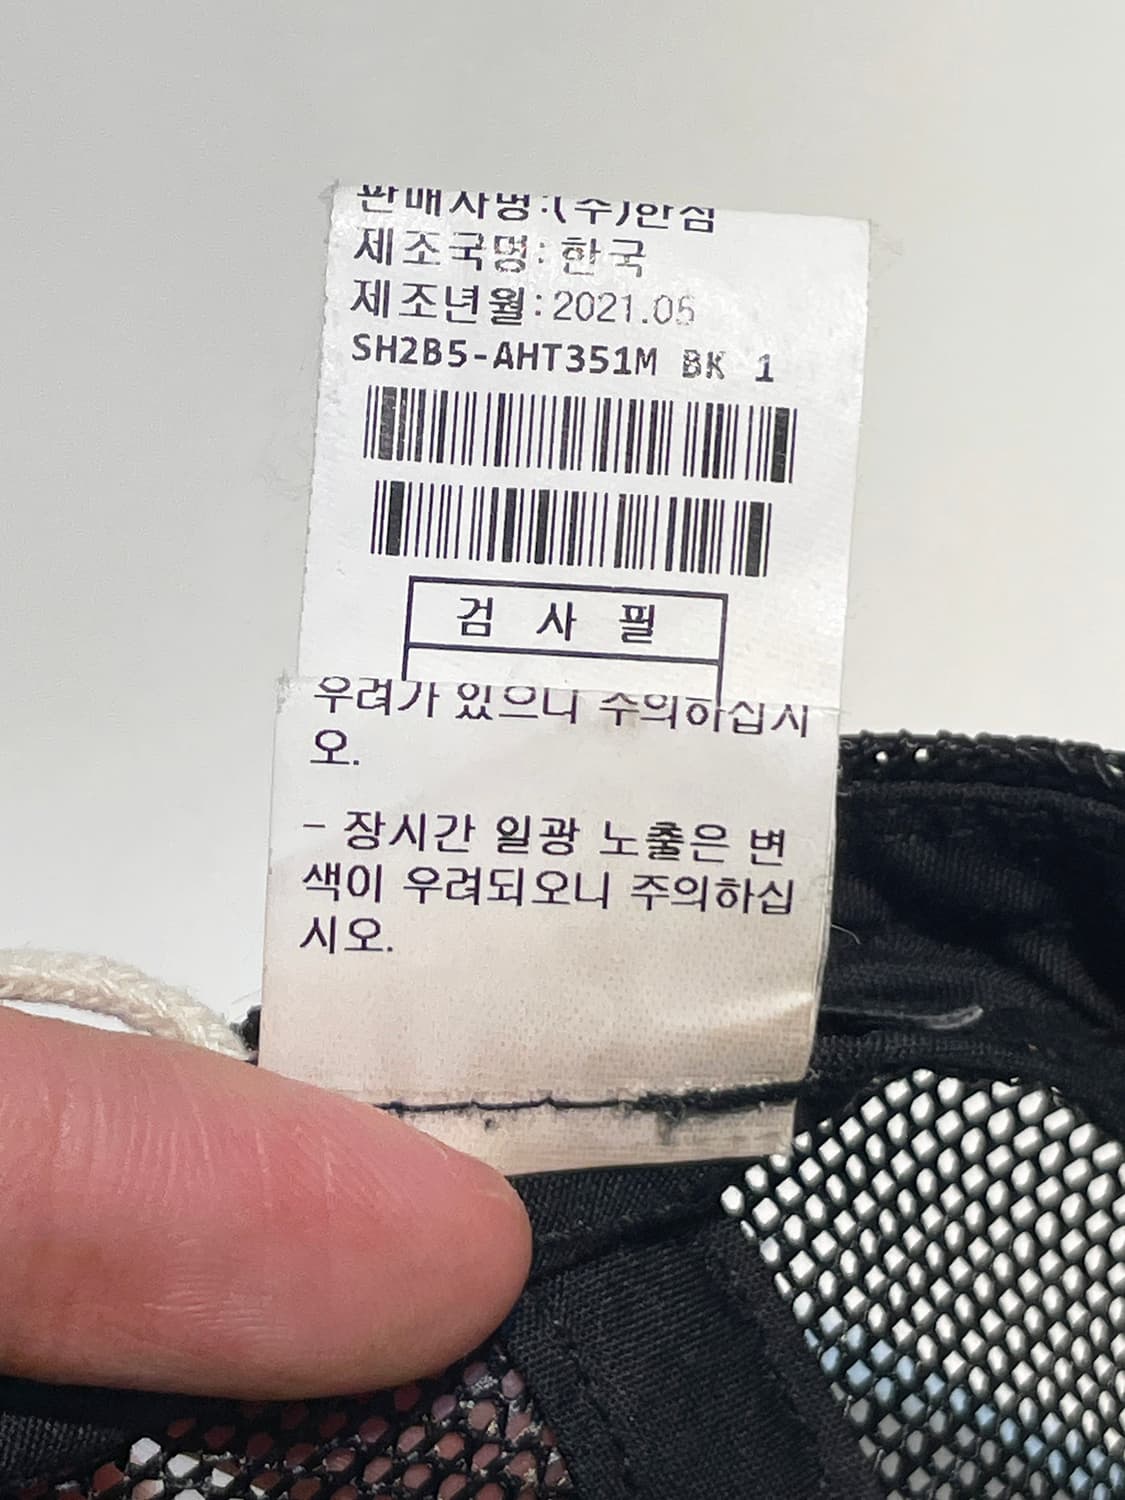 판매자명:(주)한섬
제조국명: 한국
제조년월:2021.05
SH2B5-AHT351M BK 1
검 사 필
우려가 있으니 주의하십시
오.
- 장시간 일광 노출은 변
색이 우려되오니 주의하십
시오.